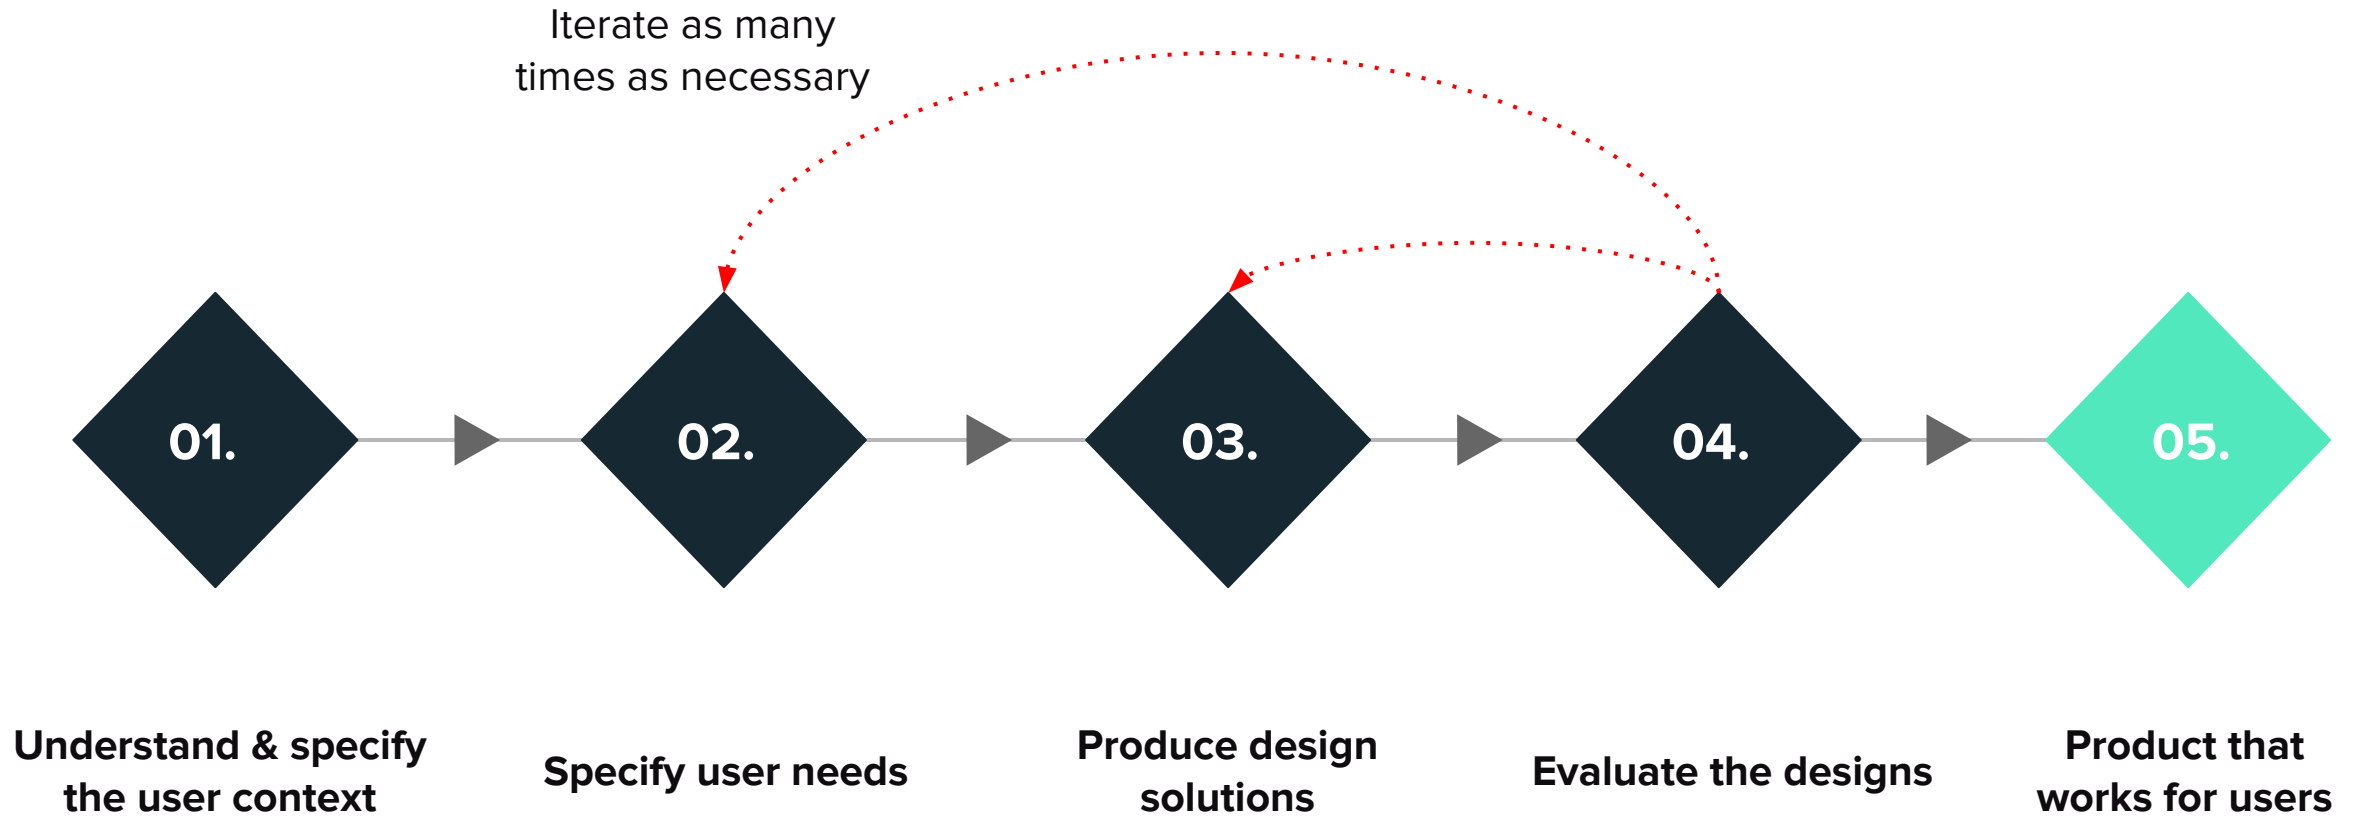 Iterate as many
times as necessary
01.
02.
03.
04.
05.
Understand & specify
the user context
Specify user needs
Produce design
solutions
Evaluate the designs
Product that
works for users